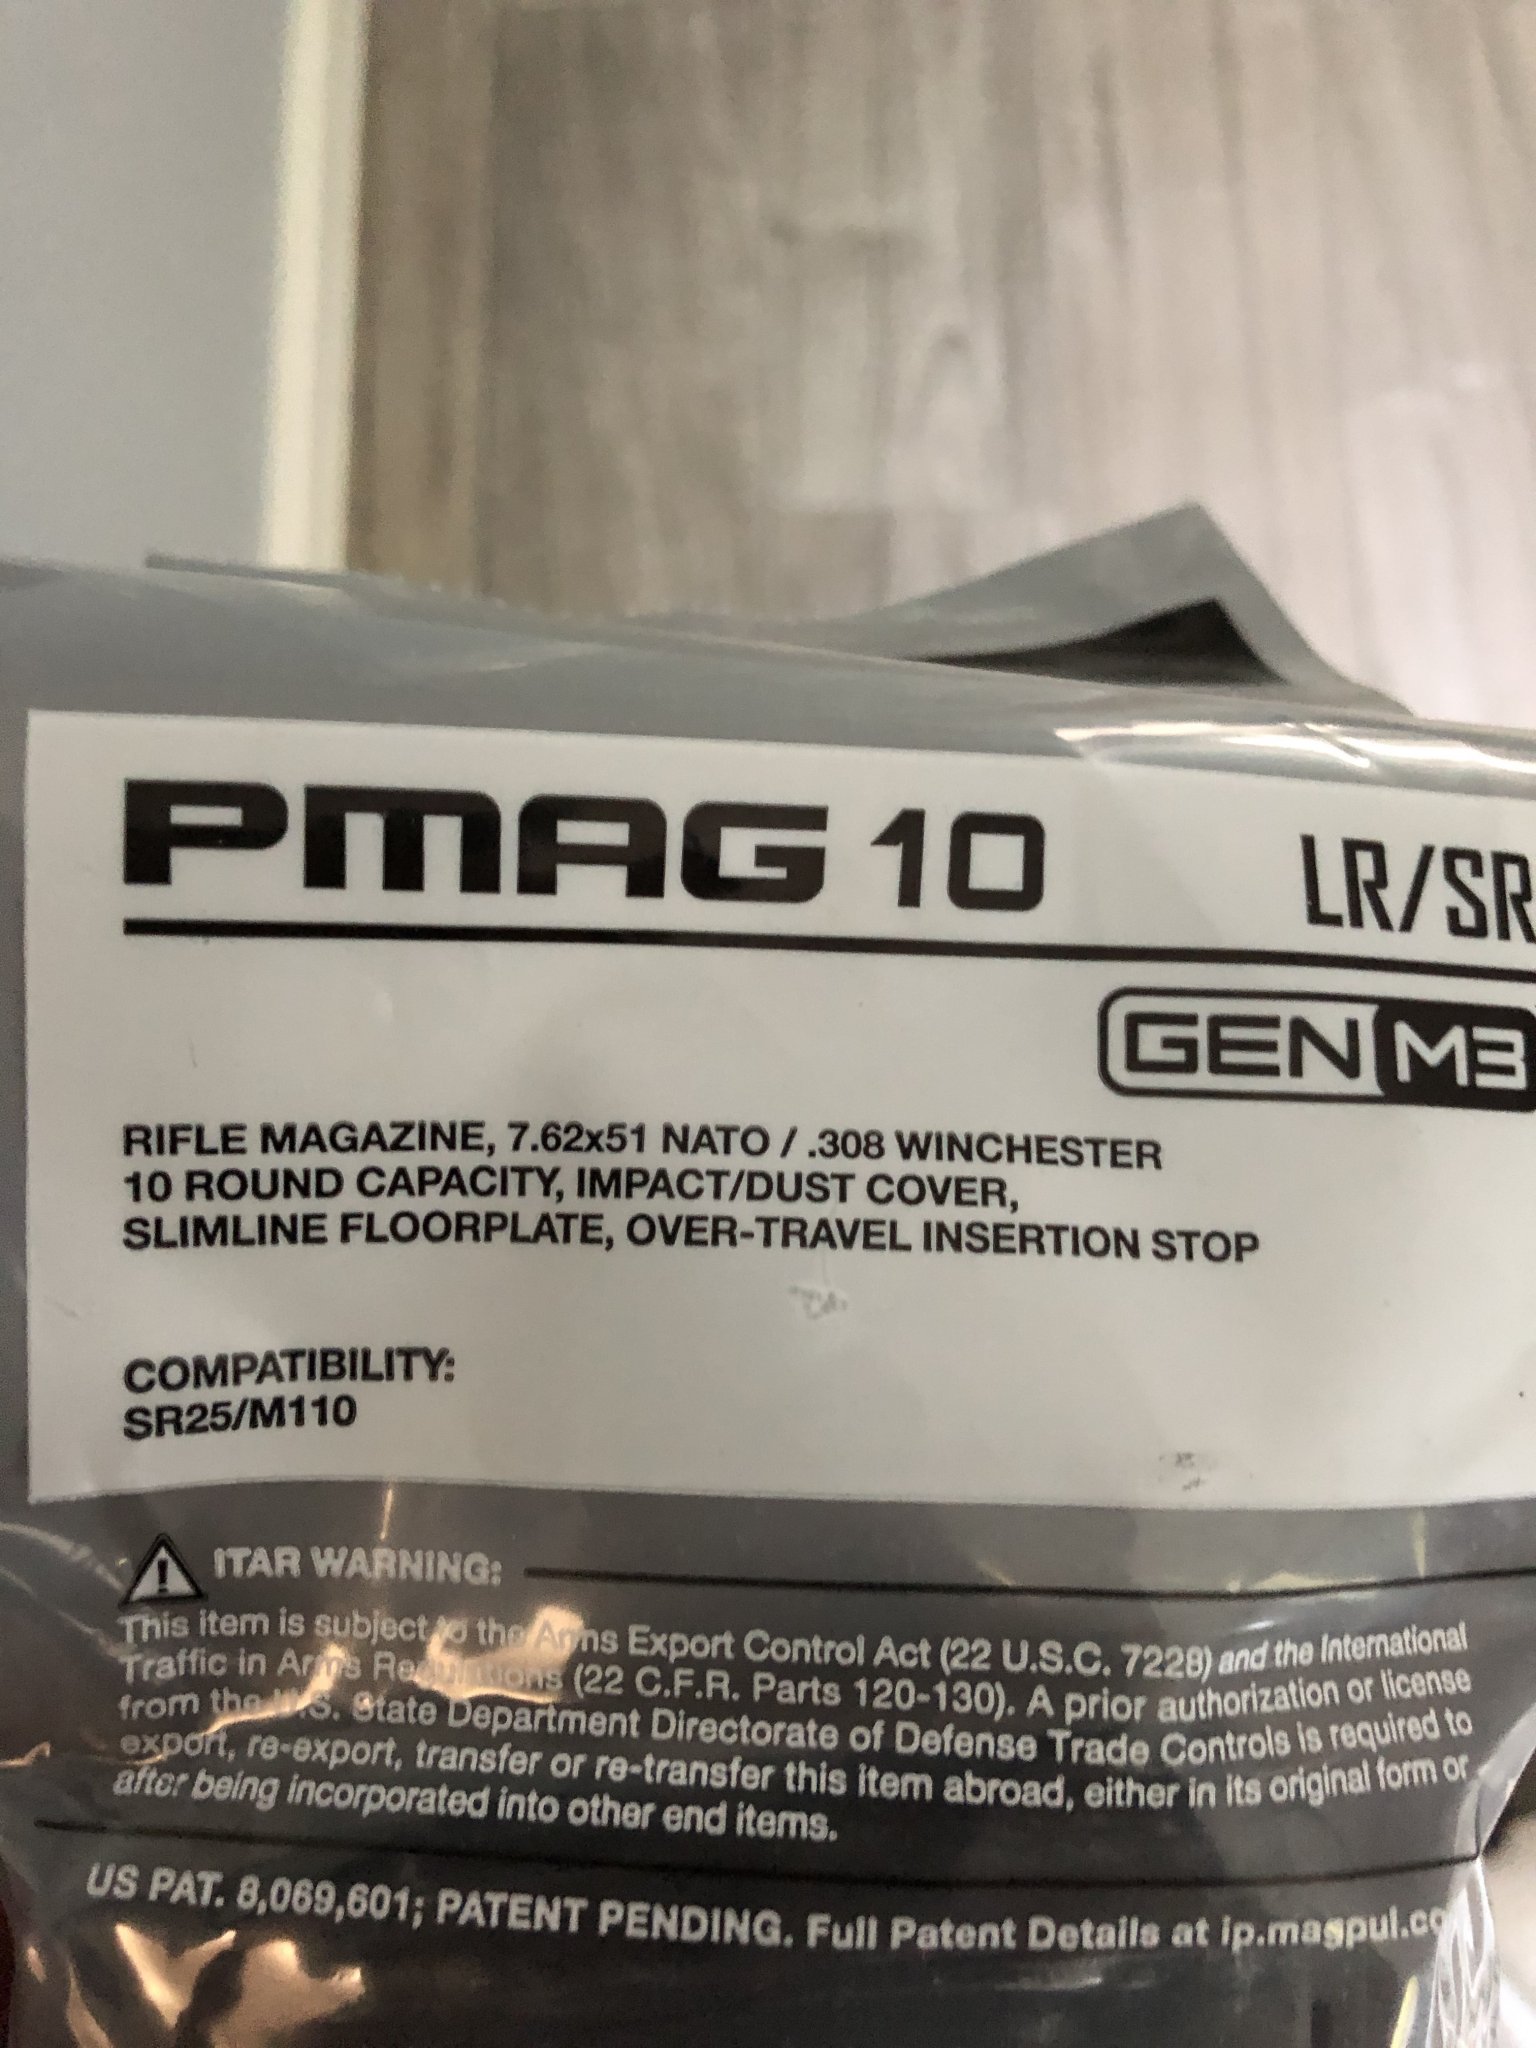 PMAG 10 LR/SR
GEN M3
RIFLE MAGAZINE, 7.62x51 NATO / .308 WINCHESTER
10 ROUND CAPACITY, IMPACT/DUST COVER,
SLIMLINE FLOORPLATE, OVER-TRAVEL INSERTION STOP
COMPATIBILITY:
SR25/M110
! ITAR WARNING:
This item is subject to the Arms Export Control Act (22 U.S.C. 7228) and the International
Traffic in Arms Regulations (22 C.F.R. Parts 120-130). A prior authorization or license
from the U.S. State Department Directorate of Defense Trade Controls is required to
export, re-export, transfer or re-transfer this item abroad, either in its original form or
after being incorporated into other end items.
US PAT. 8,069,601; PATENT PENDING. Full Patent Details at ip.magpul.co